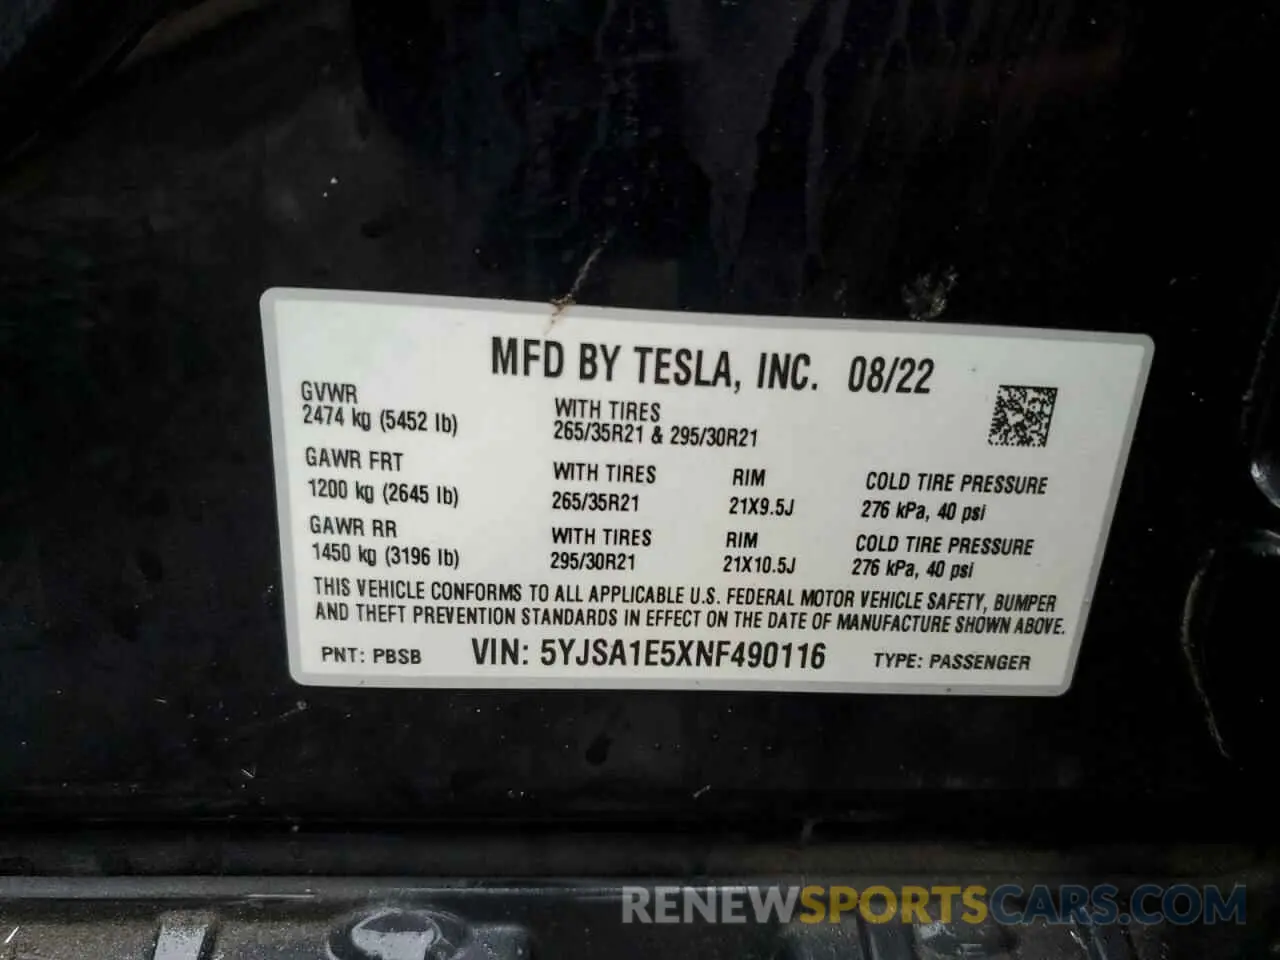 MFD BY TESLA, INC. 08/22
GVWR
2474 kg (5452 lb)
WITH TIRES
265/35R21 & 295/30R21
GAWR FRT
1200 kg (2645 lb)
WITH TIRES
265/35R21
RIM
21X9.5J
COLD TIRE PRESSURE
276 kPa, 40 psi
GAWR RR
1450 kg (3196 lb)
WITH TIRES
295/30R21
RIM
21X10.5J
COLD TIRE PRESSURE
276 kPa, 40 psi
THIS VEHICLE CONFORMS TO ALL APPLICABLE U.S. FEDERAL MOTOR VEHICLE SAFETY, BUMPER
AND THEFT PREVENTION STANDARDS IN EFFECT ON THE DATE OF MANUFACTURE SHOWN ABOVE.
PNT: PBSB VIN: 5YJSA1E5XNF490116 TYPE: PASSENGER
RENEWSPORTSCARS.COM